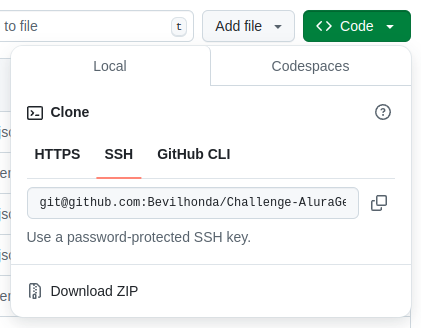 to file
t
Add file
Code
Local
Codespaces
Clone
HTTPS
SSH
GitHub CLI
git@github.com:Bevilhonda/Challenge-AluraGe
Use a password-protected SSH key.
Download ZIP